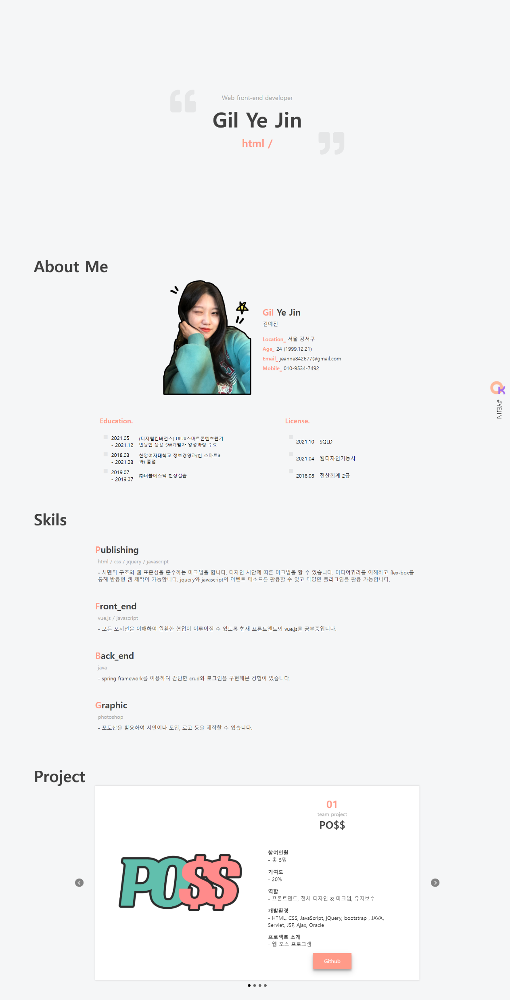 Web front-end developer
Gil Ye Jin
html /
About Me
Gil Ye Jin
길예진
Location_ 서울 강서구
Age_ 24 (1999.12.21)
Email_ jeanne842677@gmail.com
Mobile_ 010-9534-7492
#YEJIN
Education.
2021.05
- 2021.12
(디지털컨버전스) UIUX스마트콘텐츠웹기
반융합 응용 SW개발자 양성과정 수료
2018.03
- 2021.03
한양여자대학교 정보경영과(현 스마트it
과) 졸업
2019.07
- 2019.07
㈜더블에스택 현장실습
License.
2021.10 SQLD
2021.04 웹디자인기능사
2018.08 전산회계 2급
Skils
Publishing
html / css / jquery / javascript
- 시멘틱 구조와 웹 표준성을 준수하는 마크업을 합니다. 디자인 시안에 따른 마크업을 할 수 있습니다. 미디어쿼리를 이해하고 flex-box를
통해 반응형 웹 제작이 가능합니다. jquery와 javascript의 이벤트 메소드를 활용할 수 있고 다양한 플러그인을 활용 가능합니다.
Front_end
vue.js / javascript
- 모든 포지션을 이해하여 원활한 협업이 이루어질 수 있도록 현재 프론트엔드의 vue.js를 공부중입니다.
Back_end
java
- spring framework를 이용하여 간단한 crud와 로그인을 구현해본 경험이 있습니다.
Graphic
photoshop
- 포토샵을 활용하여 시안이나 도안, 로고 등을 제작할 수 있습니다.
Project
01
team project
PO$$
PO$$
참여인원
- 총 5명
기여도
- 20%
역할
- 프론트엔드, 전체 디자인 & 마크업, 유지보수
개발환경
- HTML, CSS, JavaScript, jQuery, bootstrap , JAVA,
Servlet, JSP, Ajax, Oracle
프로젝트 소개
- 웹 포스 프로그램
Github